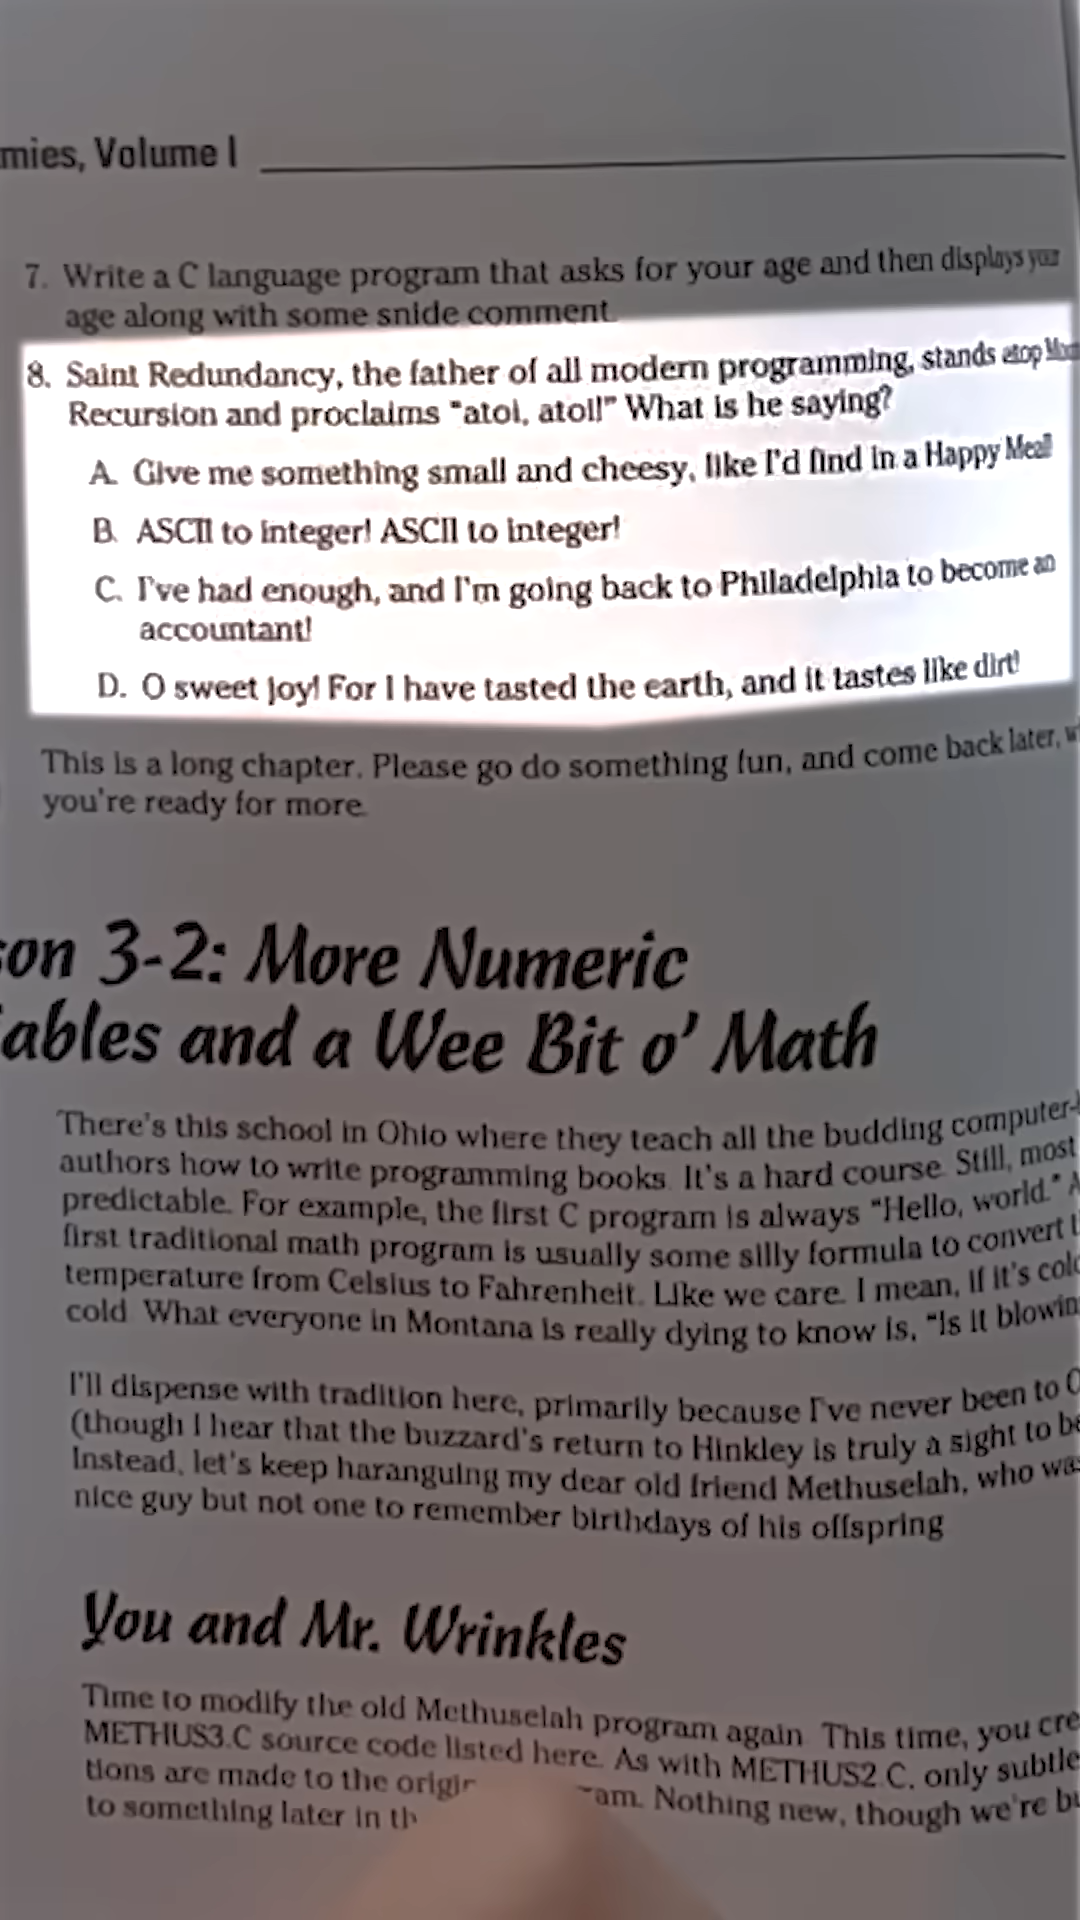 mies, Volume I
7. Write a C language program that asks for your age and then displays your
age along with some snide comment.
8. Saint Redundancy, the father of all modern programming, stands atop
Recursion and proclaims "atoi, atoi!" What is he saying?
A. Give me something small and cheesy, like I'd find in a Happy Meal!
B. ASCII to integer! ASCII to integer!
C. I've had enough, and I'm going back to Philadelphia to become an
accountant!
D. O sweet joy! For I have tasted the earth, and it tastes like dirt!
This is a long chapter. Please go do something fun, and come back later,
you're ready for more.
son 3-2: More Numeric
iables and a Wee Bit o' Math
There's this school in Ohio where they teach all the budding computer-
authors how to write programming books. It's a hard course. Still, most
predictable. For example, the first C program is always "Hello, world." A
first traditional math program is usually some silly formula to convert
temperature from Celsius to Fahrenheit. Like we care. I mean, if it's
cold. What everyone in Montana is really dying to know is, "Is it
I'll dispense with tradition here, primarily because I've never been to
(though I hear that the buzzard's return to Hinkley is truly a sight to
Instead, let's keep haranguing my dear old friend Methuselah, who
nice guy but not one to remember birthdays of his offspring
You and Mr. Wrinkles
Time to modify the old Methuselah program again. This time, you
METHUS3.C source code listed here. As with METHUS2.C, only
tions are made to the am. Nothing new, though we're
to something later in